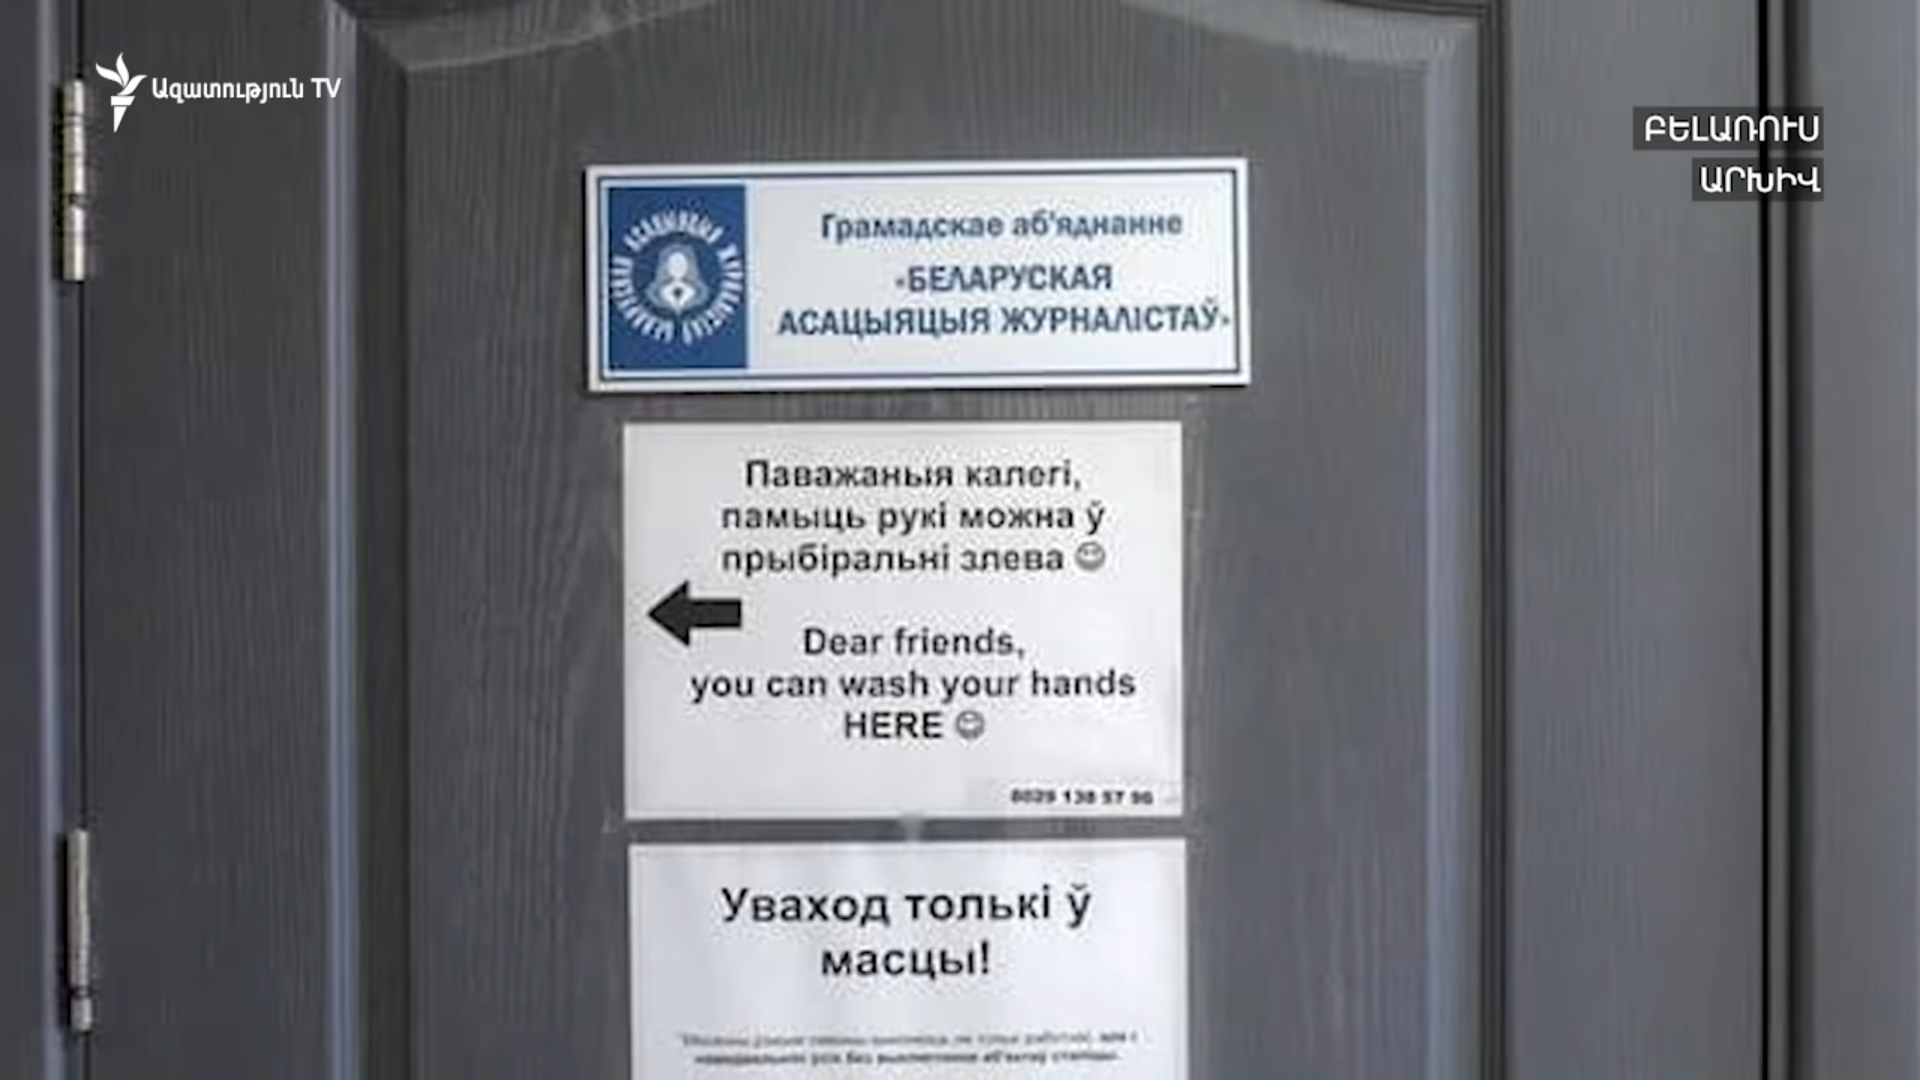 Ազատություն TV
ԲԵԼԱՌՈՒՍ
ԱՐԽԻՎ
Грамадскае аб'яднанне
«БЕЛАРУСКАЯ
АСАЦЫЯЦЫЯ ЖУРНАЛІСТАЎ»
Паважаныя калегі,
памыць рукі можна ў
прыбіральні злева
Dear friends,
you can wash your hands
HERE
8029 138 57 96
Уваход толькі ў
масцы!